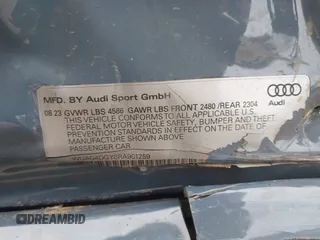 MFD. BY Audi Sport GmbH
08 23 GVWR LBS 4586 GAWR LBS FRONT 2480 /REAR 2304
THIS VEHICLE CONFORMS TO ALL APPLICABLE U.S.
FEDERAL MOTOR VEHICLE SAFETY, BUMPER AND THEFT
PREVENTION STANDARDS IN EFFECT ON THE DATE OF
MANUFACTURE SHOWN ABOVE
PASSENGER CAR
Audi
DREAMBID